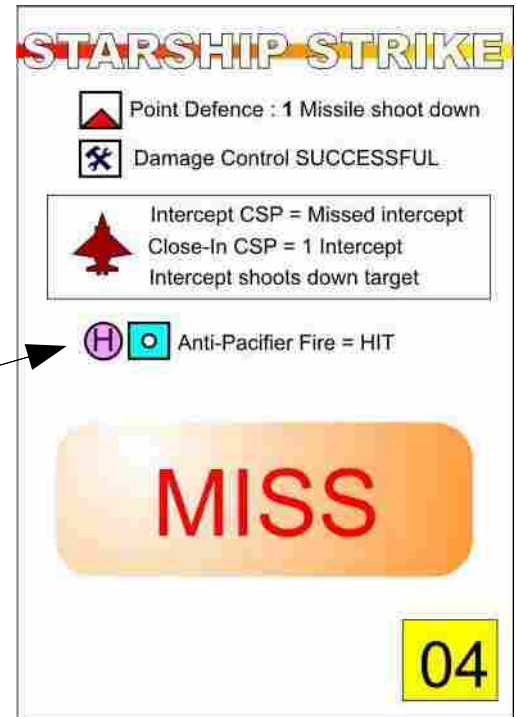 STARSHIP STRIKE
Point Defence : 1 Missile shoot down
Damage Control SUCCESSFUL
Intercept CSP = Missed intercept
Close-In CSP = 1 Intercept
Intercept shoots down target
H Anti-Pacifier Fire = HIT
MISS
04